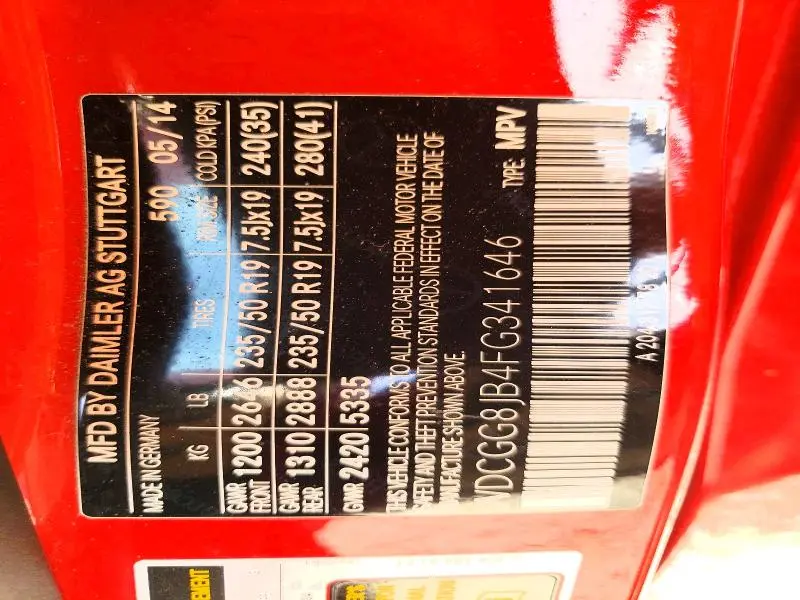 MFD BY DAIMLER AG STUTTGART
MADE IN GERMANY 590 05/14
KG LB TIRES RIM SIZE COLD KPA(PSI)
GAWR FRONT 1200 2646 235/50 R19 7.5Jx19 240(35)
GAWR REAR 1310 2888 235/50 R19 7.5Jx19 280(41)
GVWR 2420 5335
THIS VEHICLE CONFORMS TO ALL APPLICABLE FEDERAL MOTOR VEHICLE
SAFETY AND THEFT PREVENTION STANDARDS IN EFFECT ON THE DATE OF
MANUFACTURE SHOWN ABOVE.
WDCGG8JB4FG341646 TYPE: MPV